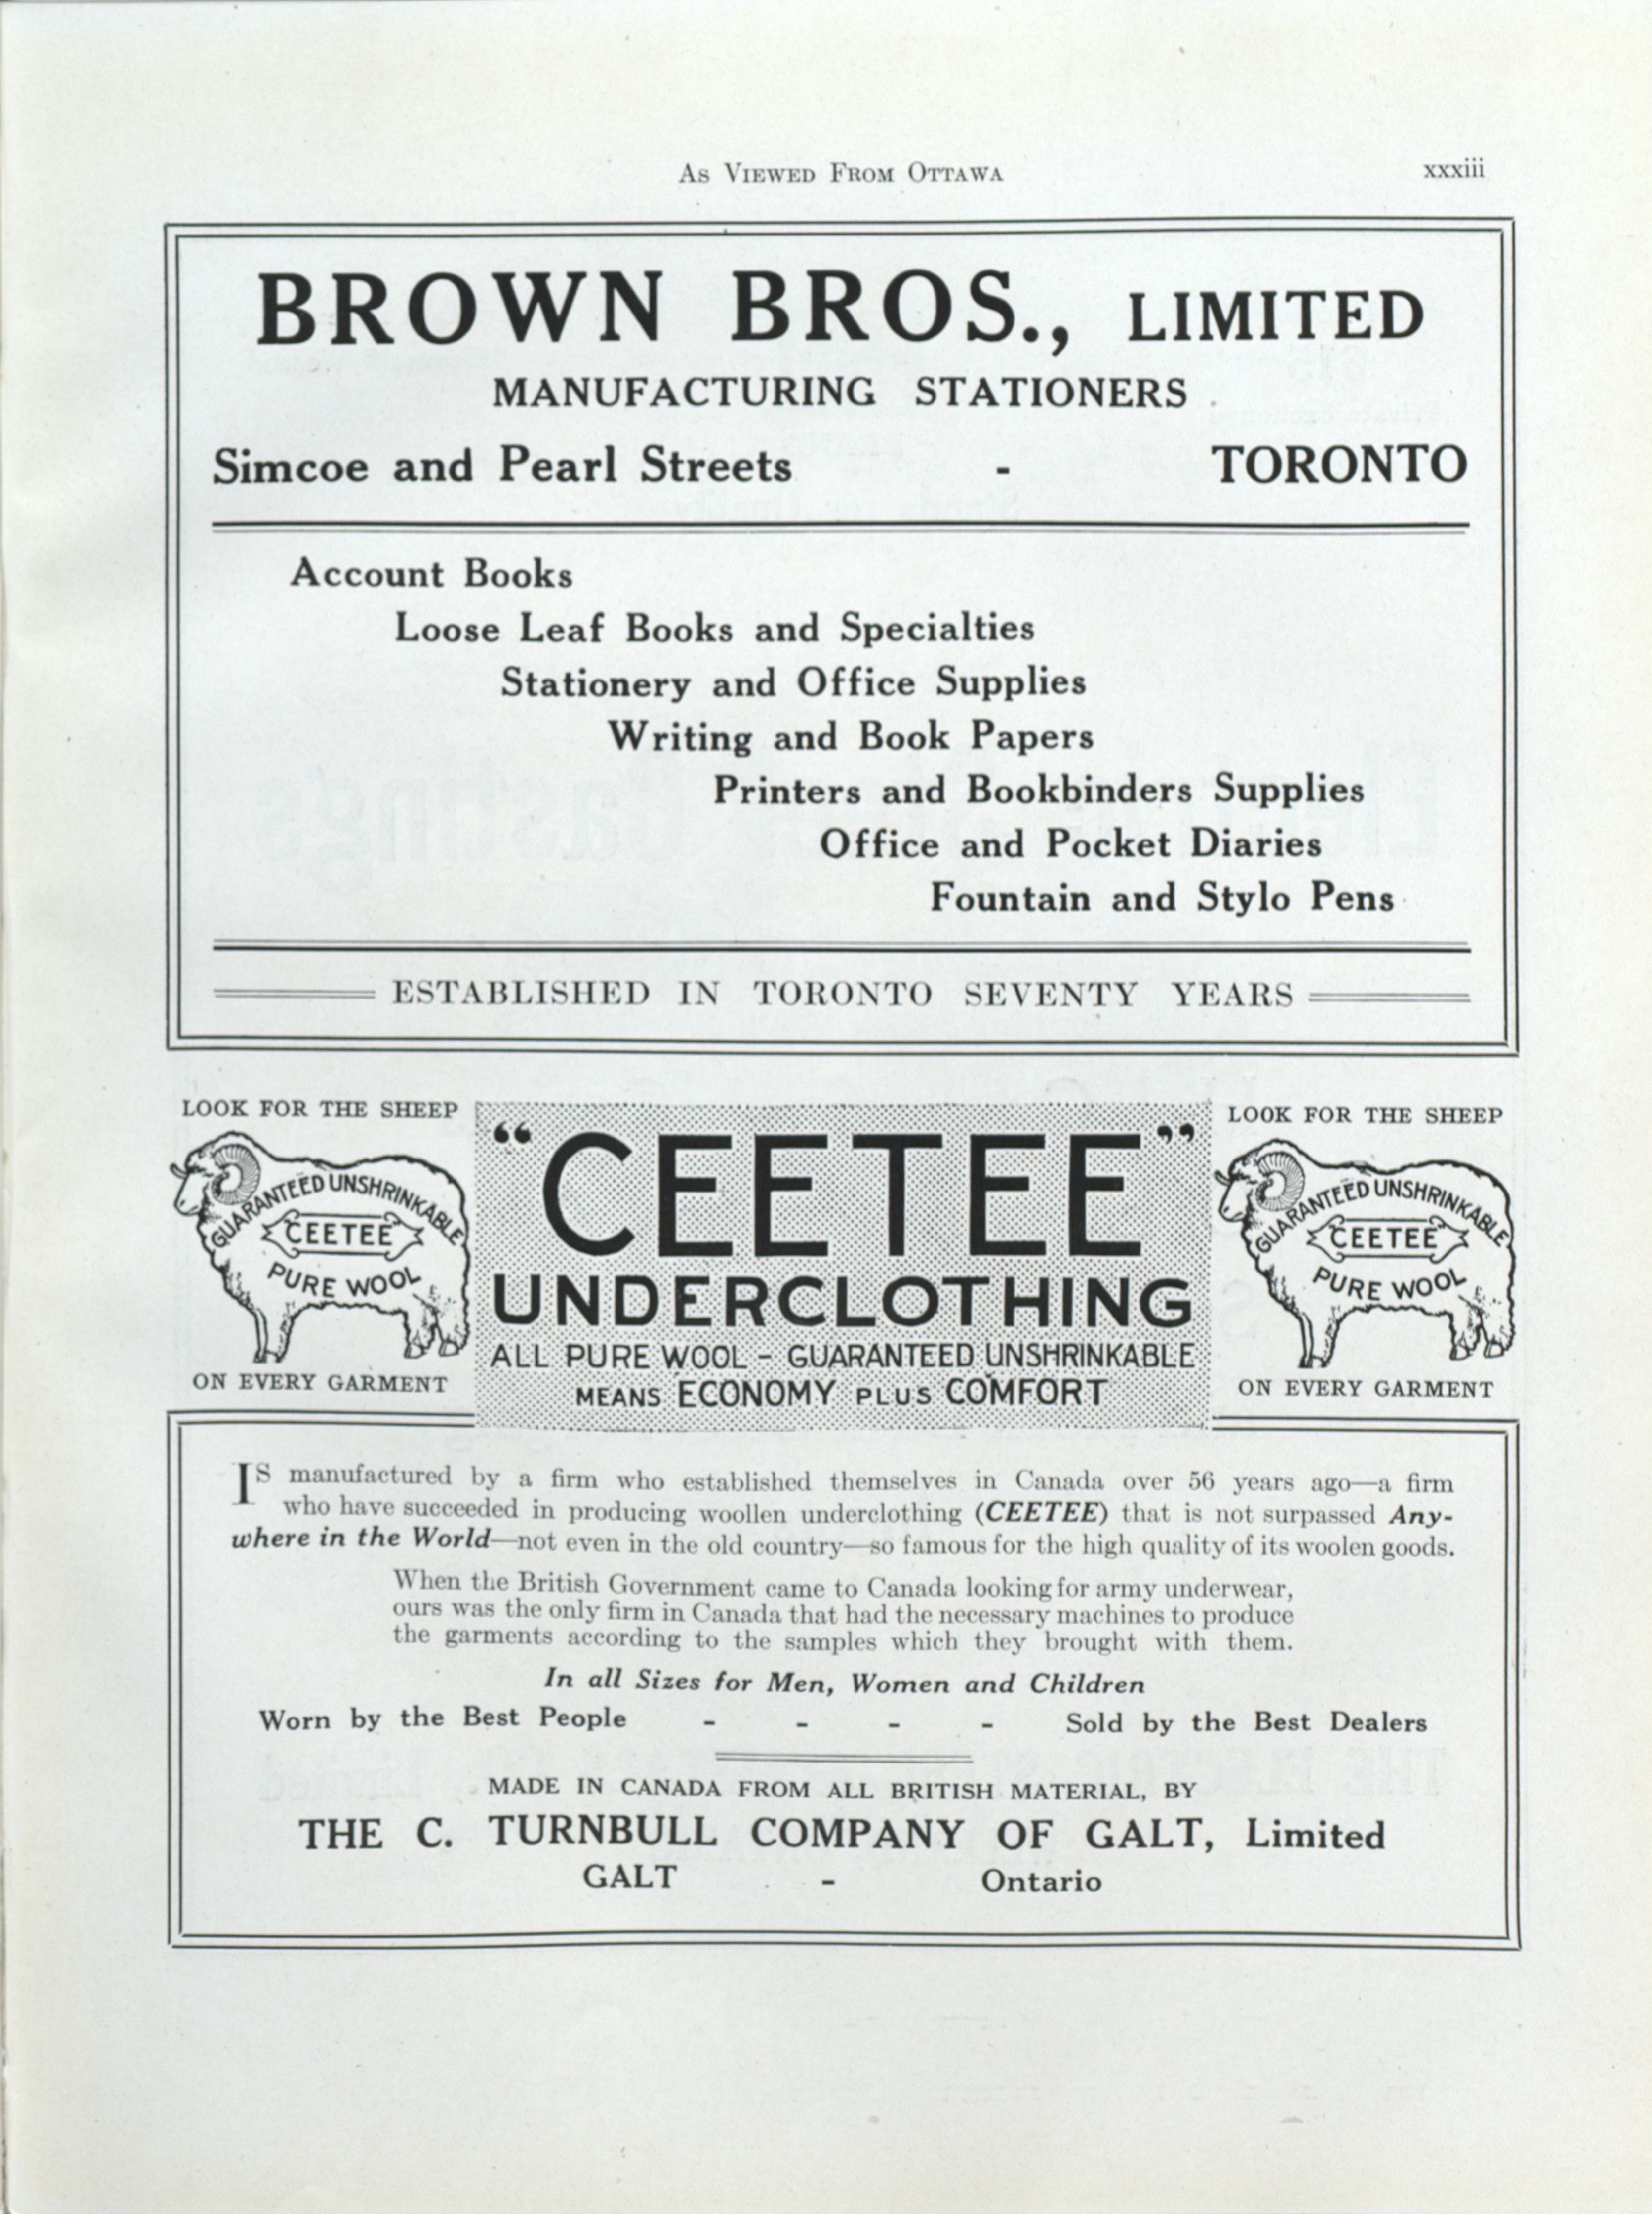 As Viewed From Ottawa
xxxiii
BROWN BROS., LIMITED
MANUFACTURING STATIONERS
Simcoe and Pearl Streets - TORONTO
Account Books
Loose Leaf Books and Specialties
Stationery and Office Supplies
Writing and Book Papers
Printers and Bookbinders Supplies
Office and Pocket Diaries
Fountain and Stylo Pens
ESTABLISHED IN TORONTO SEVENTY YEARS
LOOK FOR THE SHEEP
GUARANTEED UNSHRINKABLE
CEETEE
PURE WOOL
ON EVERY GARMENT
“CEETEE”
UNDERCLOTHING
ALL PURE WOOL - GUARANTEED UNSHRINKABLE
MEANS ECONOMY PLUS COMFORT
LOOK FOR THE SHEEP
GUARANTEED UNSHRINKABLE
CEETEE
PURE WOOL
ON EVERY GARMENT
IS manufactured by a firm who established themselves in Canada over 56 years ago—a firm
who have succeeded in producing woollen underclothing (CEETEE) that is not surpassed Any-
where in the World—not even in the old country—so famous for the high quality of its woolen goods.
When the British Government came to Canada looking for army underwear,
ours was the only firm in Canada that had the necessary machines to produce
the garments according to the samples which they brought with them.
In all Sizes for Men, Women and Children
Worn by the Best People - - - - Sold by the Best Dealers
MADE IN CANADA FROM ALL BRITISH MATERIAL, BY
THE C. TURNBULL COMPANY OF GALT, Limited
GALT - Ontario